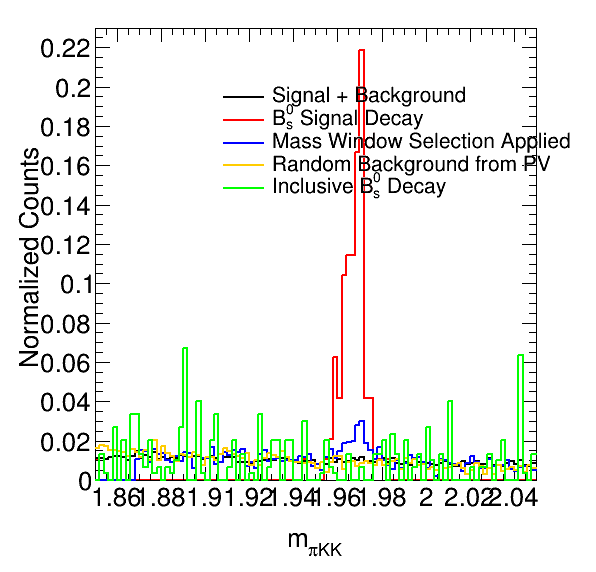 Normalized Counts
0.22
0.2
0.18
0.16
0.14
0.12
0.1
0.08
0.06
0.04
0.02
0
Signal + Background
B⁰ₛ Signal Decay
Mass Window Selection Applied
Random Background from PV
Inclusive B⁰ₛ Decay
1.86 1.88 1.9 1.92 1.94 1.96 1.98 2 2.02 2.04
m_πKK